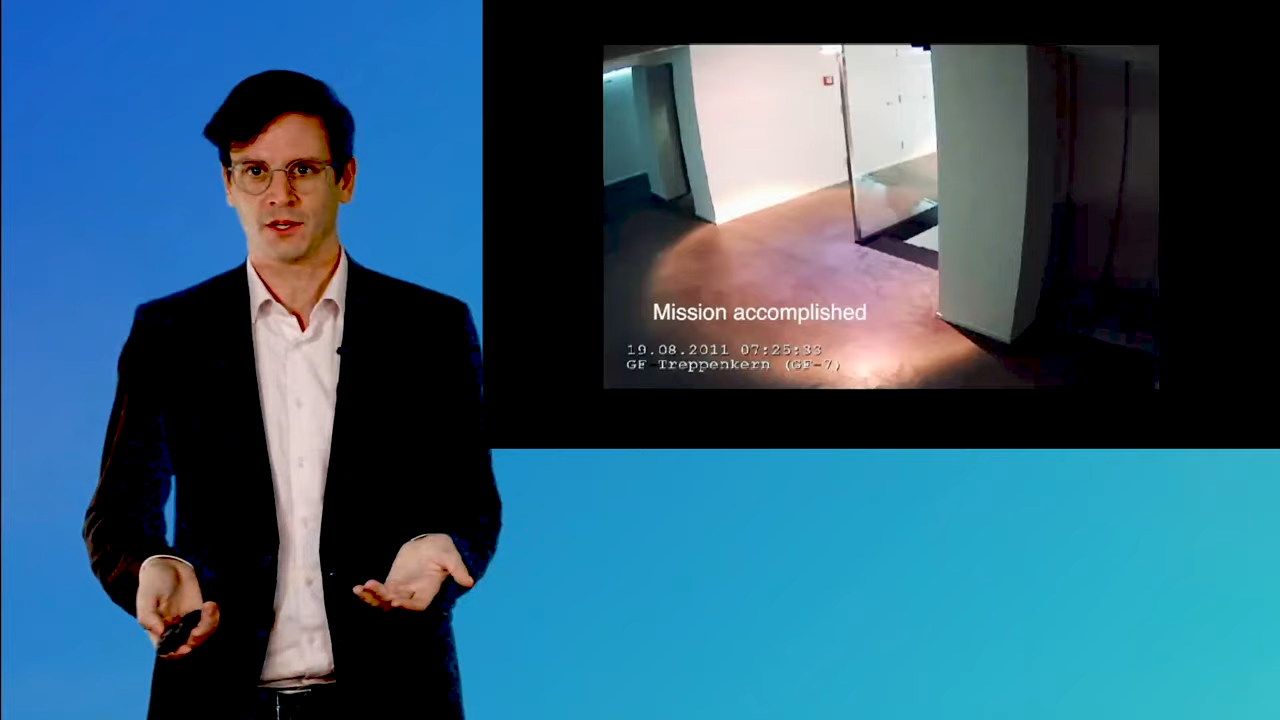 Mission accomplished
19.08.2011 07:25:33
GF Treppenkern (GF-7)